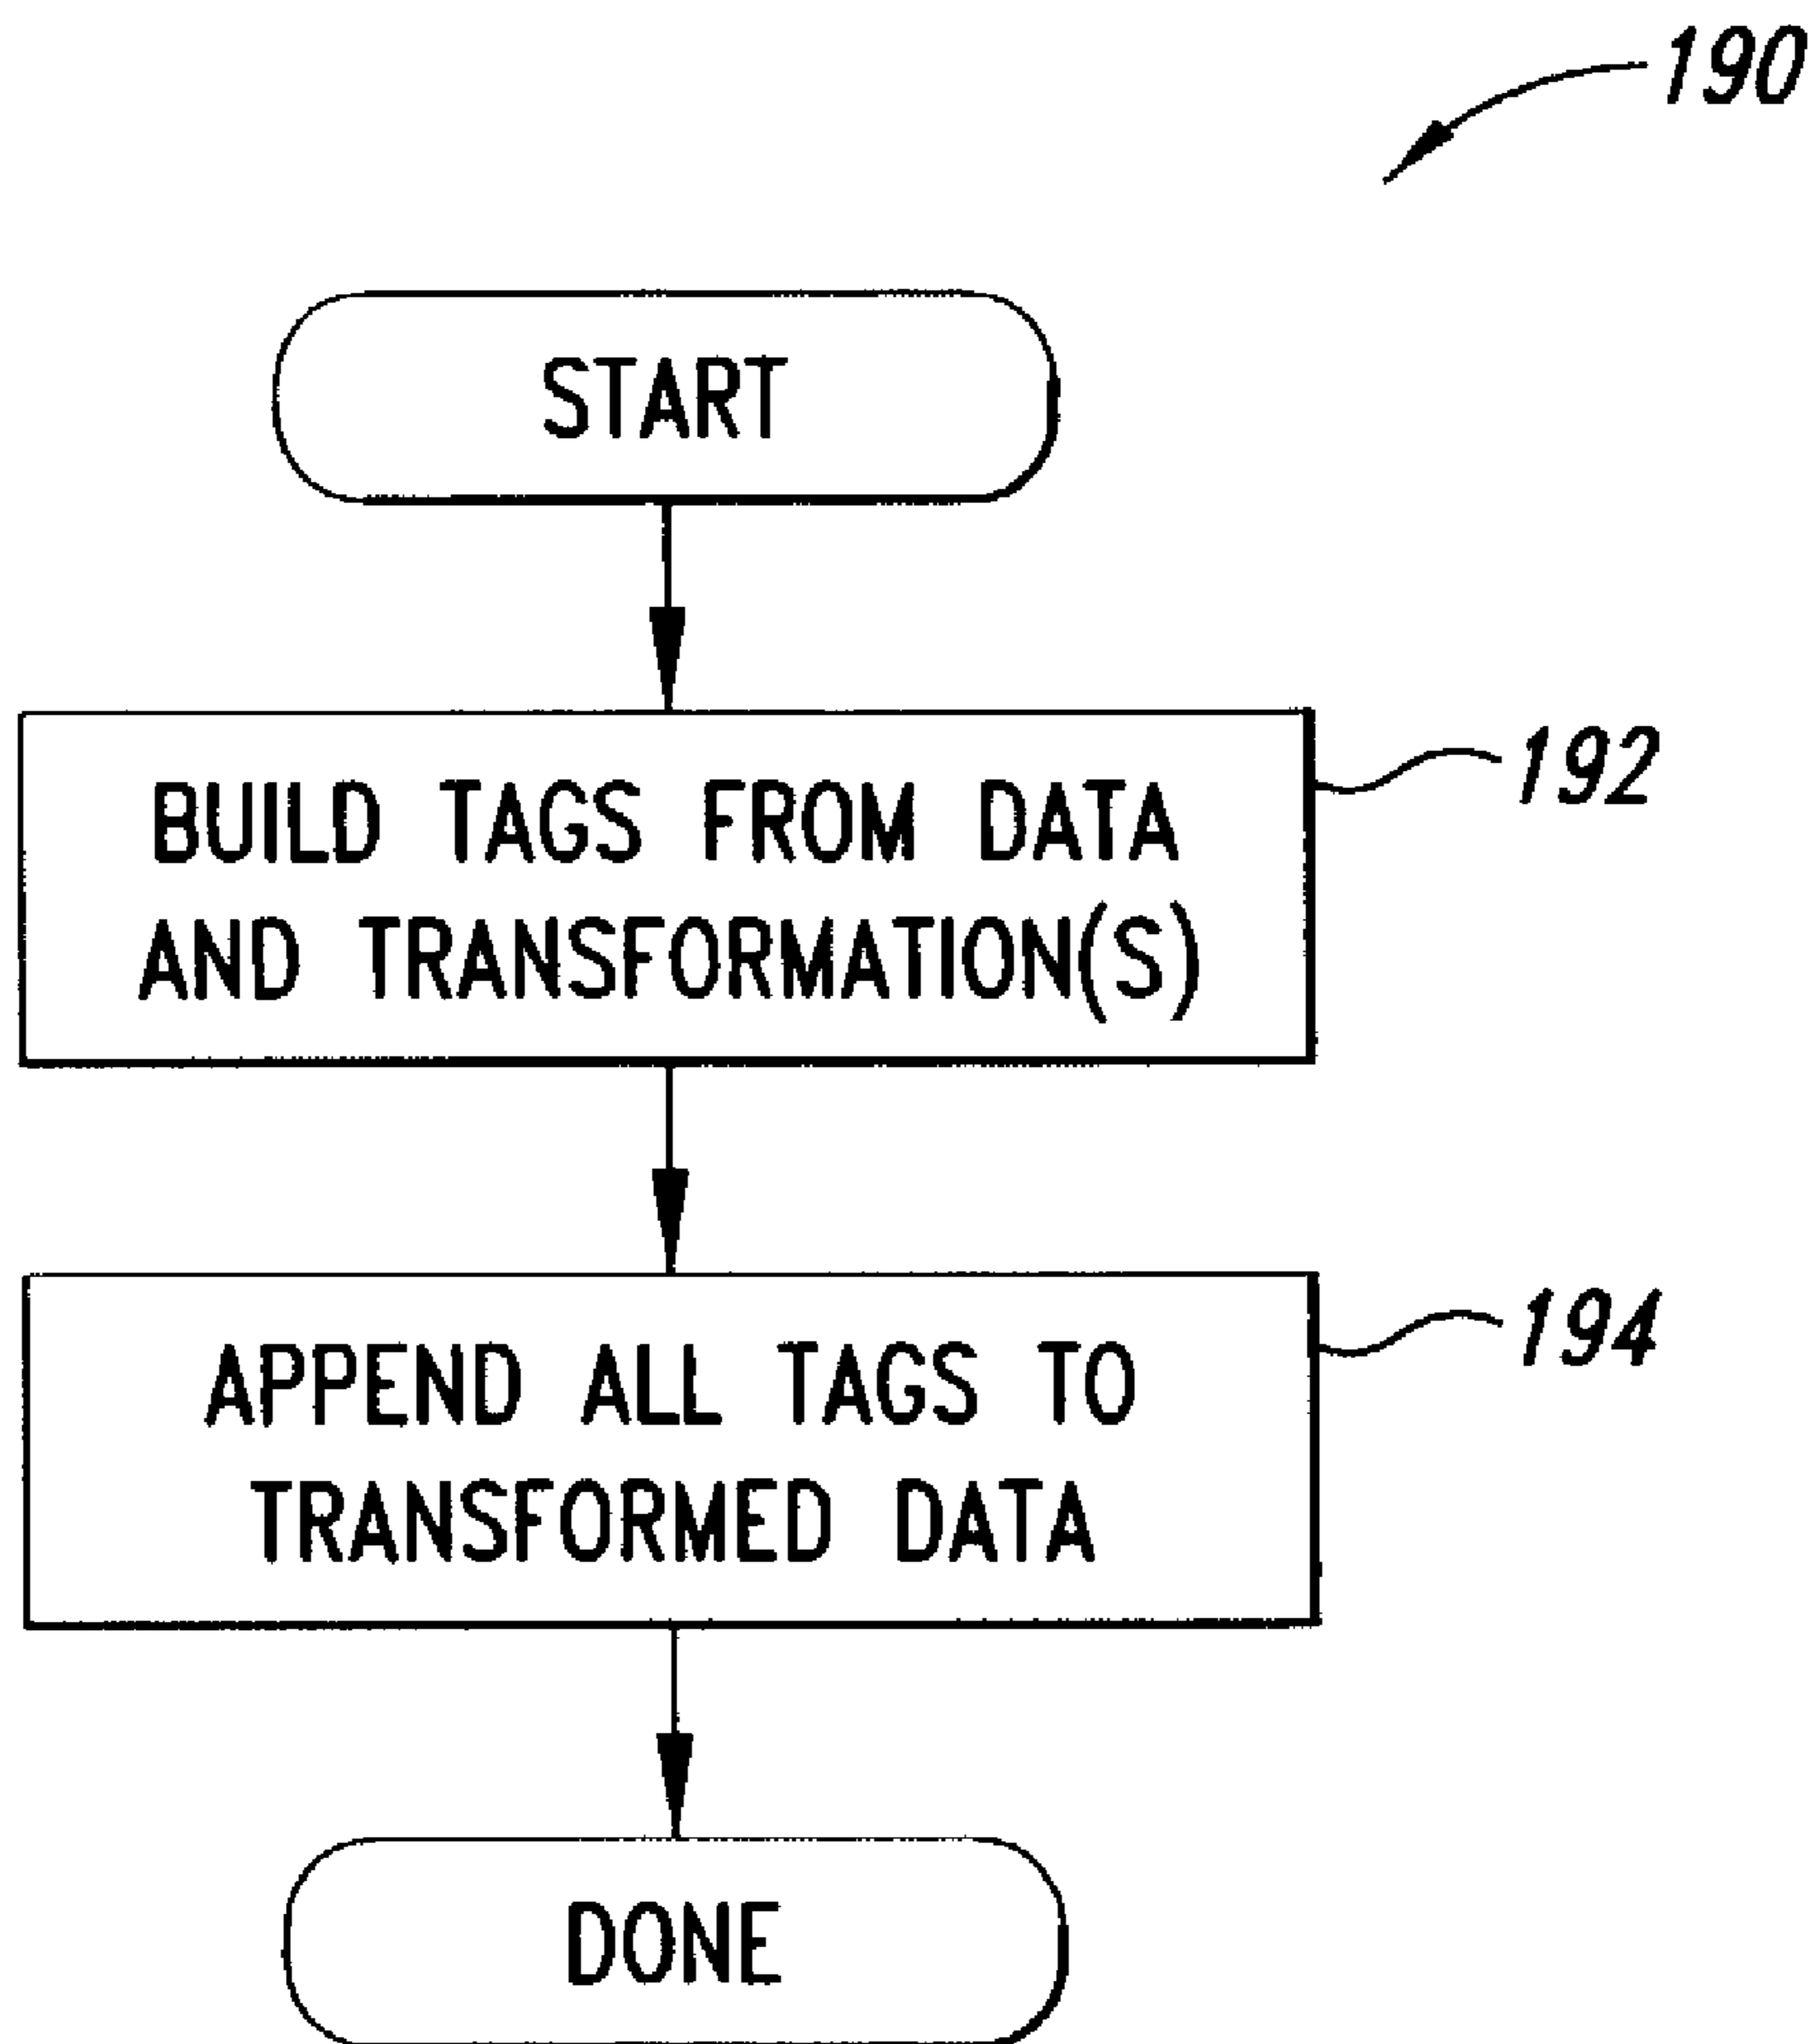 190
START
BUILD TAGS FROM DATA
AND TRANSFORMATION(S)
192
APPEND ALL TAGS TO
TRANSFORMED DATA
194
DONE